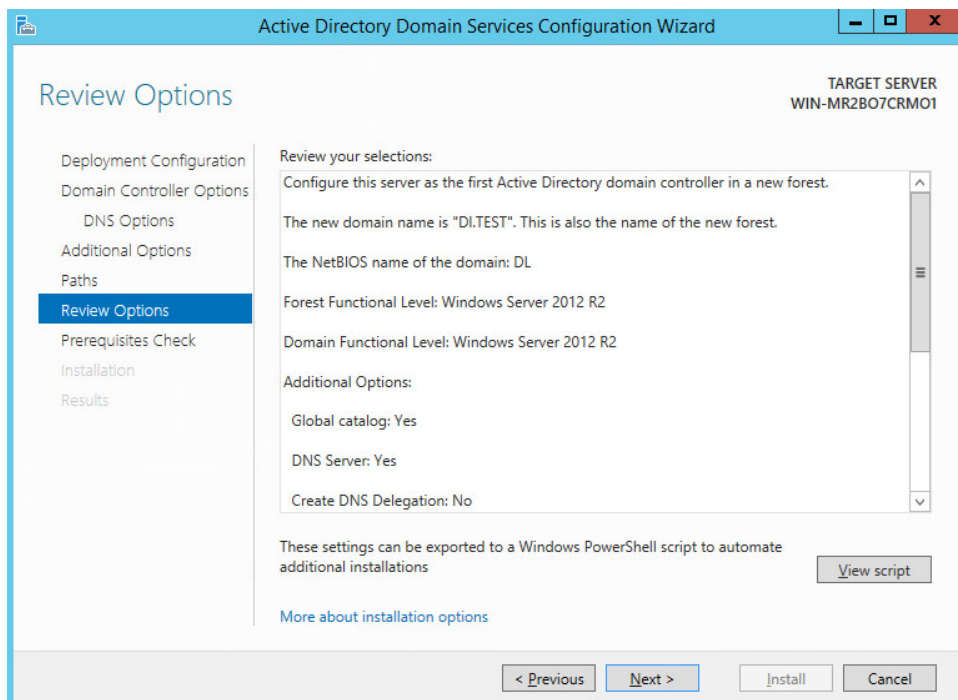 Active Directory Domain Services Configuration Wizard
Review Options
TARGET SERVER
WIN-MR2BO7CRMO1
Deployment Configuration
Domain Controller Options
DNS Options
Additional Options
Paths
Review Options
Prerequisites Check
Installation
Results
Review your selections:
Configure this server as the first Active Directory domain controller in a new forest.
The new domain name is "DI.TEST". This is also the name of the new forest.
The NetBIOS name of the domain: DL
Forest Functional Level: Windows Server 2012 R2
Domain Functional Level: Windows Server 2012 R2
Additional Options:
Global catalog: Yes
DNS Server: Yes
Create DNS Delegation: No
These settings can be exported to a Windows PowerShell script to automate
additional installations
View script
More about installation options
< Previous
Next >
Install
Cancel